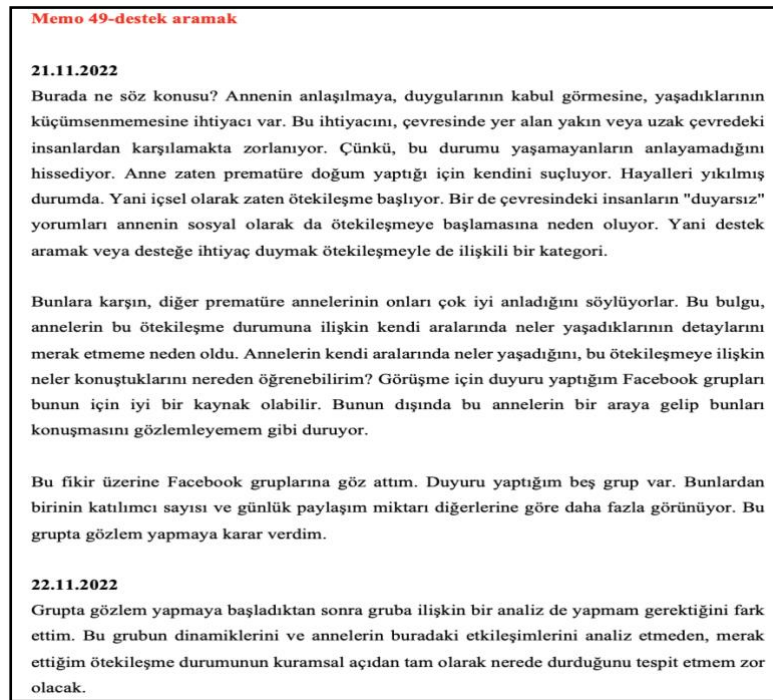 Memo 49-destek aramak
21.11.2022
Burada ne söz konusu? Annenin anlaşılmaya, duygularının kabul görmesine, yaşadıklarının
küçümsenmemesine ihtiyacı var. Bu ihtiyacını, çevresinde yer alan yakın veya uzak çevredeki
insanlardan karşılamakta zorlanıyor. Çünkü, bu durumu yaşamayanların anlayamadığını
hissediyor. Anne zaten prematüre doğum yaptığı için kendini suçluyor. Hayalleri yıkılmış
durumda. Yani içsel olarak zaten ötekileşme başlıyor. Bir de çevresindeki insanların "duyarsız"
yorumları annenin sosyal olarak da ötekileşmeye başlamasına neden oluyor. Yani destek
aramak veya desteğe ihtiyaç duymak ötekileşmeyle de ilişkili bir kategori.
Bunlara karşın, diğer prematüre annelerinin onları çok iyi anladığını söylüyorlar. Bu bulgu,
annelerin bu ötekileşme durumuna ilişkin kendi aralarında neler yaşadıklarının detaylarını
merak etmeme neden oldu. Annelerin kendi aralarında neler yaşadığını, bu ötekileşmeye ilişkin
neler konuştuklarını nereden öğrenebilirim? Görüşme için duyuru yaptığım Facebook grupları
bunun için iyi bir kaynak olabilir. Bunun dışında bu annelerin bir araya gelip bunları
konuşmasını gözlemleyemem gibi duruyor.
Bu fikir üzerine Facebook gruplarına göz attım. Duyuru yaptığım beş grup var. Bunlardan
birinin katılımcı sayısı ve günlük paylaşım miktarı diğerlerine göre daha fazla görünüyor. Bu
grupta gözlem yapmaya karar verdim.
22.11.2022
Grupta gözlem yapmaya başladıktan sonra gruba ilişkin bir analiz de yapmam gerektiğini fark
ettim. Bu grubun dinamiklerini ve annelerin buradaki etkileşimlerini analiz etmeden, merak
ettiğim ötekileşme durumunun kuramsal açıdan tam olarak nerede durduğunu tespit etmem zor
olacak.